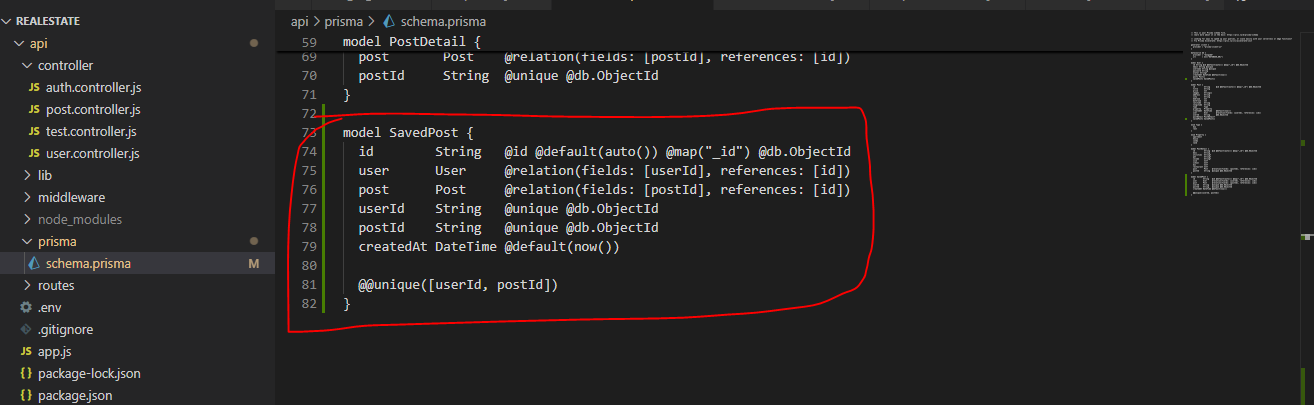 REALESTATE
api
controller
JS auth.controller.js
JS post.controller.js
JS test.controller.js
JS user.controller.js
lib
middleware
node_modules
prisma
schema.prisma M
routes
.env
.gitignore
JS app.js
{} package-lock.json
{} package.json
api > prisma > schema.prisma
59 model PostDetail {
69 post Post @relation(fields: [postId], references: [id])
70 postId String @unique @db.ObjectId
71 }
72
73 model SavedPost {
74 id String @id @default(auto()) @map("_id") @db.ObjectId
75 user User @relation(fields: [userId], references: [id])
76 post Post @relation(fields: [postId], references: [id])
77 userId String @unique @db.ObjectId
78 postId String @unique @db.ObjectId
79 createdAt DateTime @default(now())
80
81 @@unique([userId, postId])
82 }